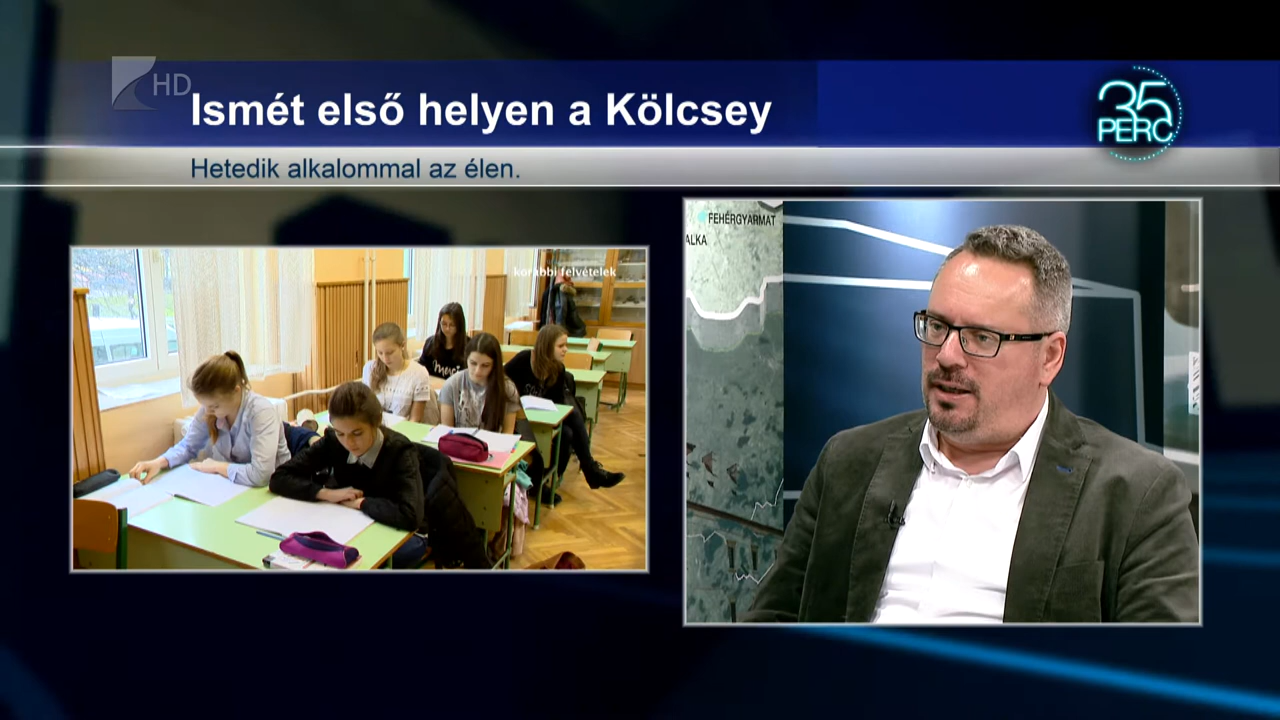 HD
Ismét első helyen a Kölcsey
35
PERC
Hetedik alkalommal az élen.
FEHÉRGYARMAT
ALKA
korábbi felvételek